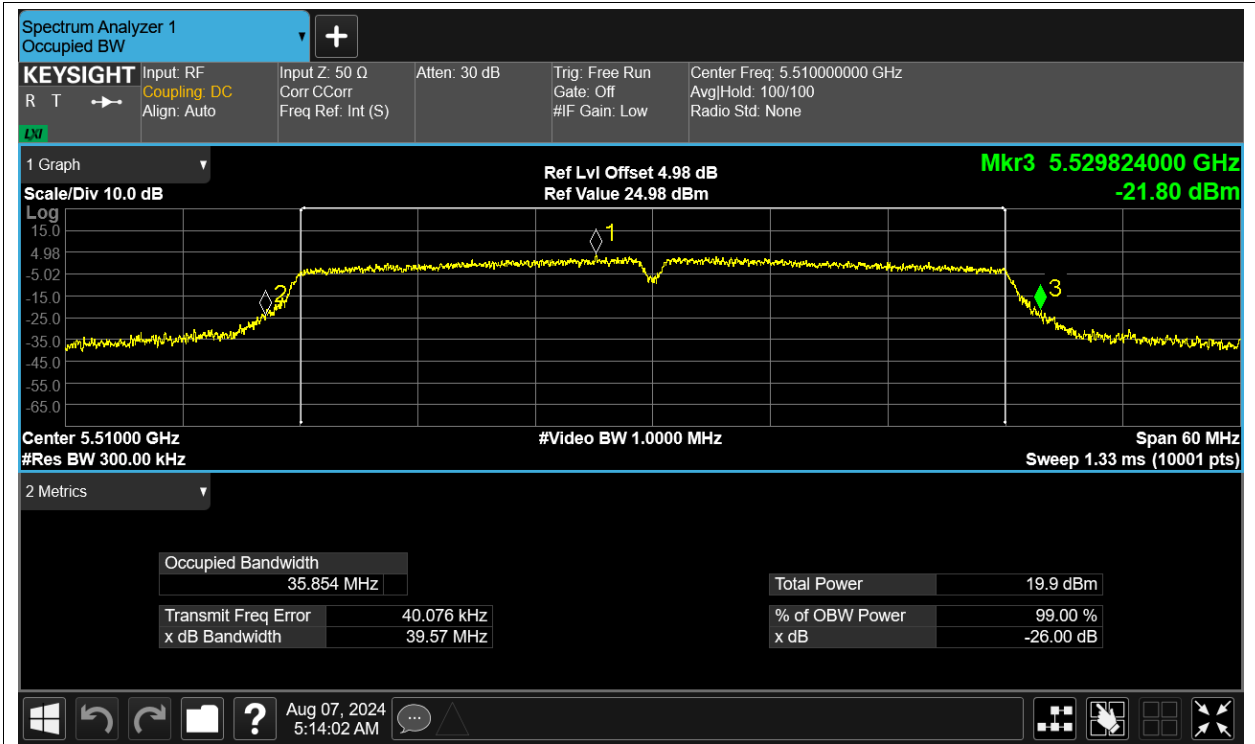 Spectrum Analyzer 1
Occupied BW
KEYSIGHT
R T
LXI
Input: RF
Coupling: DC
Align: Auto
Input Z: 50 Ω
Corr CCorr
Freq Ref: Int (S)
Atten: 30 dB
Trig: Free Run
Gate: Off
#IF Gain: Low
Center Freq: 5.510000000 GHz
Avg|Hold: 100/100
Radio Std: None
1 Graph
Scale/Div 10.0 dB
Ref Lvl Offset 4.98 dB
Ref Value 24.98 dBm
Mkr3 5.529824000 GHz
-21.80 dBm
Log
15.0
4.98
-5.02
-15.0
-25.0
-35.0
-45.0
-55.0
-65.0
1
2
3
Center 5.51000 GHz
#Res BW 300.00 kHz
#Video BW 1.0000 MHz
Span 60 MHz
Sweep 1.33 ms (10001 pts)
2 Metrics
Occupied Bandwidth
35.854 MHz
Transmit Freq Error 40.076 kHz
x dB Bandwidth 39.57 MHz
Total Power 19.9 dBm
% of OBW Power 99.00 %
x dB -26.00 dB
?
Aug 07, 2024
5:14:02 AM